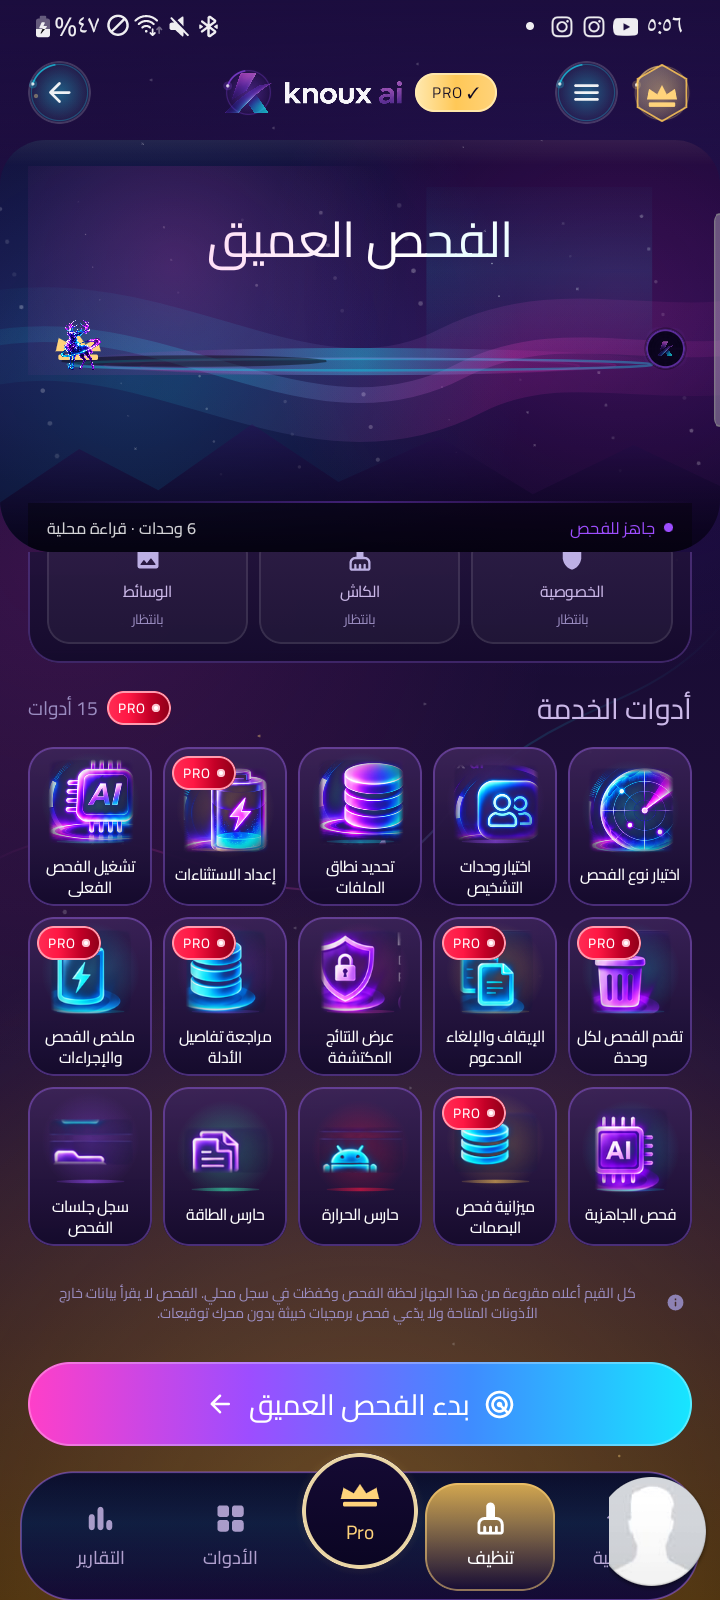 ٥:٥٦
%٤٧
knoux ai
PRO ✓
الفحص العميق
جاهز للفحص
6 وحدات · قراءة محلية
الخصوصية
الكاش
الوسائط
بانتظار
بانتظار
بانتظار
أدوات الخدمة
PRO
15 أدوات
اختيار نوع الفحص
اختيار وحدات
التشخيص
تحديد نطاق
الملفات
PRO
إعداد الاستثناءات
AI
تشغيل الفحص
الفعلي
PRO
تقدم الفحص لكل
وحدة
PRO
الإيقاف والإلغاء
المدعوم
عرض النتائج
المكتشفة
PRO
مراجعة تفاصيل
الأدلة
PRO
ملخص الفحص
والإجراءات
AI
فحص الجاهزية
PRO
ميزانية فحص
البصمات
حارس الحرارة
حارس الطاقة
سجل جلسات
الفحص
كل القيم أعلاه مقروءة من هذا الجهاز لحظة الفحص وحُفظت في سجل محلي. الفحص لا يقرأ بيانات خارج
الأذونات المتاحة ولا يدّعي فحص برمجيات خبيثة بدون محرك توقيعات.
بدء الفحص العميق
تنظيف
Pro
الأدوات
التقارير